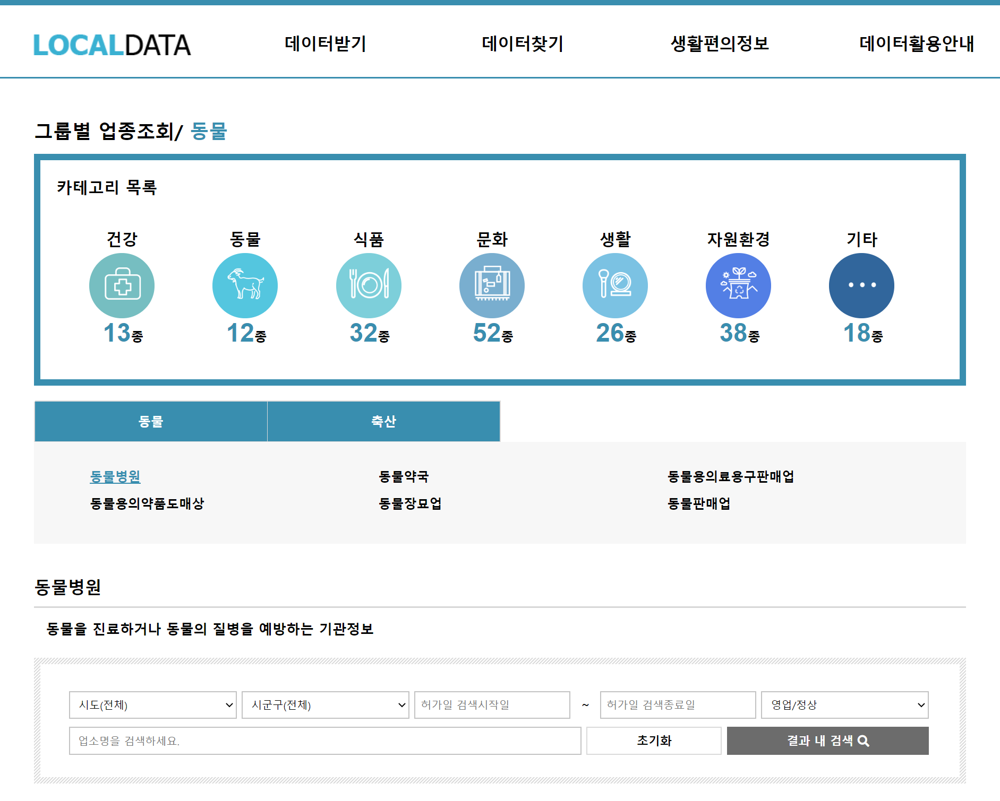 LOCALDATA 데이터받기 데이터찾기 생활편의정보 데이터활용안내
그룹별 업종조회/ 동물
카테고리 목록
건강 동물 식품 문화 생활 자원환경 기타
13종 12종 32종 52종 26종 38종 18종
동물 축산
동물병원 동물약국 동물용의료용구판매업
동물용의약품도매상 동물장묘업 동물판매업
동물병원
동물을 진료하거나 동물의 질병을 예방하는 기관정보
시도(전체) 시군구(전체) 허가일 검색시작일 ~ 허가일 검색종료일 영업/정상
업소명을 검색하세요. 초기화 결과 내 검색